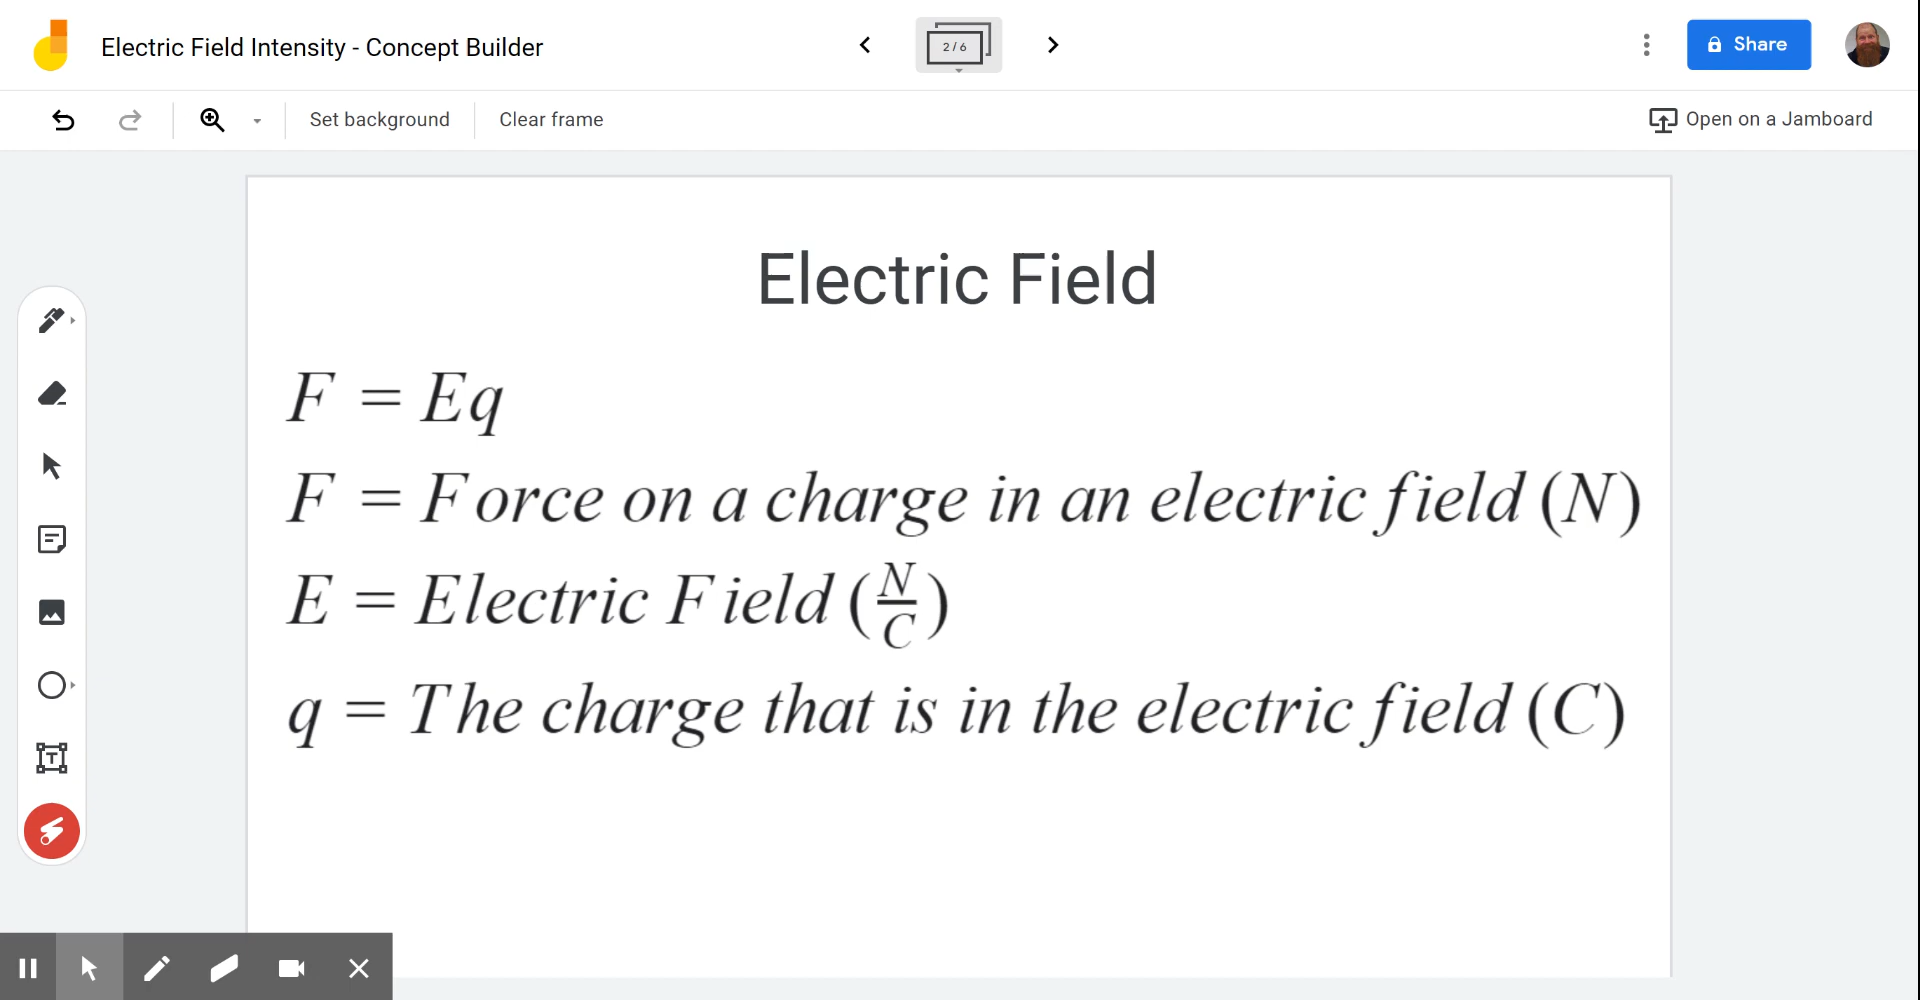 Electric Field Intensity - Concept Builder
2 / 6
Share
Set background
Clear frame
Open on a Jamboard
Electric Field
F = Eq
F = Force on a charge in an electric field (N)
E = Electric Field (N/C)
q = The charge that is in the electric field (C)